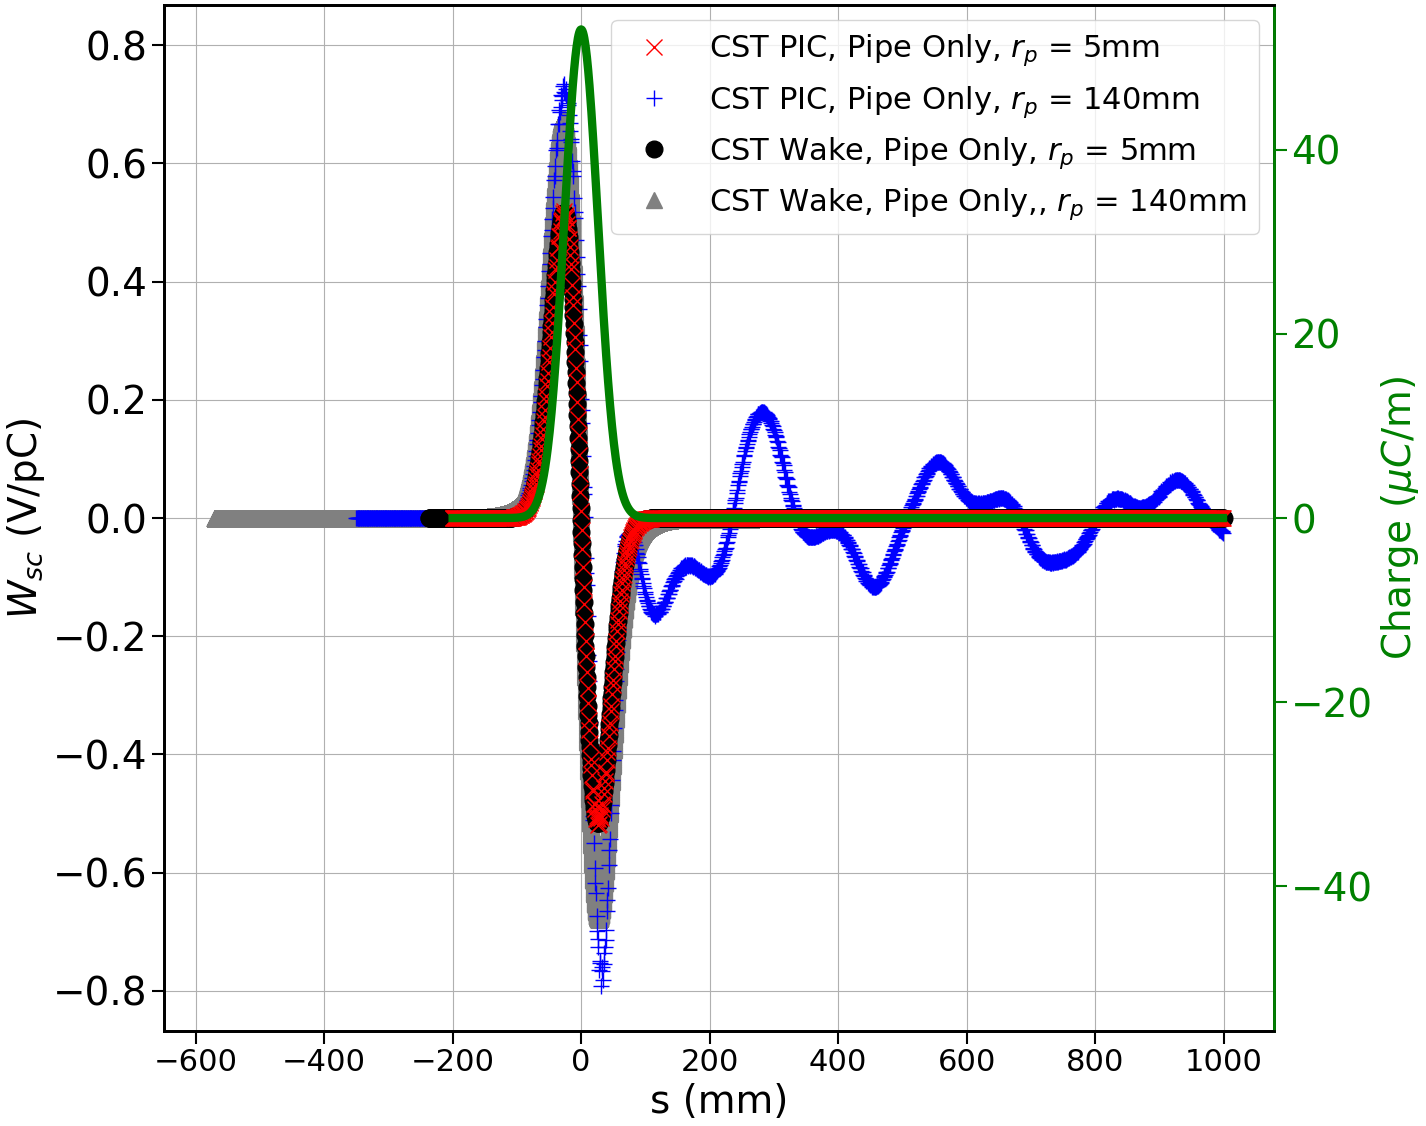 CST PIC, Pipe Only, r_p = 5mm
CST PIC, Pipe Only, r_p = 140mm
CST Wake, Pipe Only, r_p = 5mm
CST Wake, Pipe Only,, r_p = 140mm
W_sc (V/pC)
0.8
0.6
0.4
0.2
0.0
−0.2
−0.4
−0.6
−0.8
40
20
0
−20
−40
Charge (μC/m)
−600 −400 −200 0 200 400 600 800 1000
s (mm)